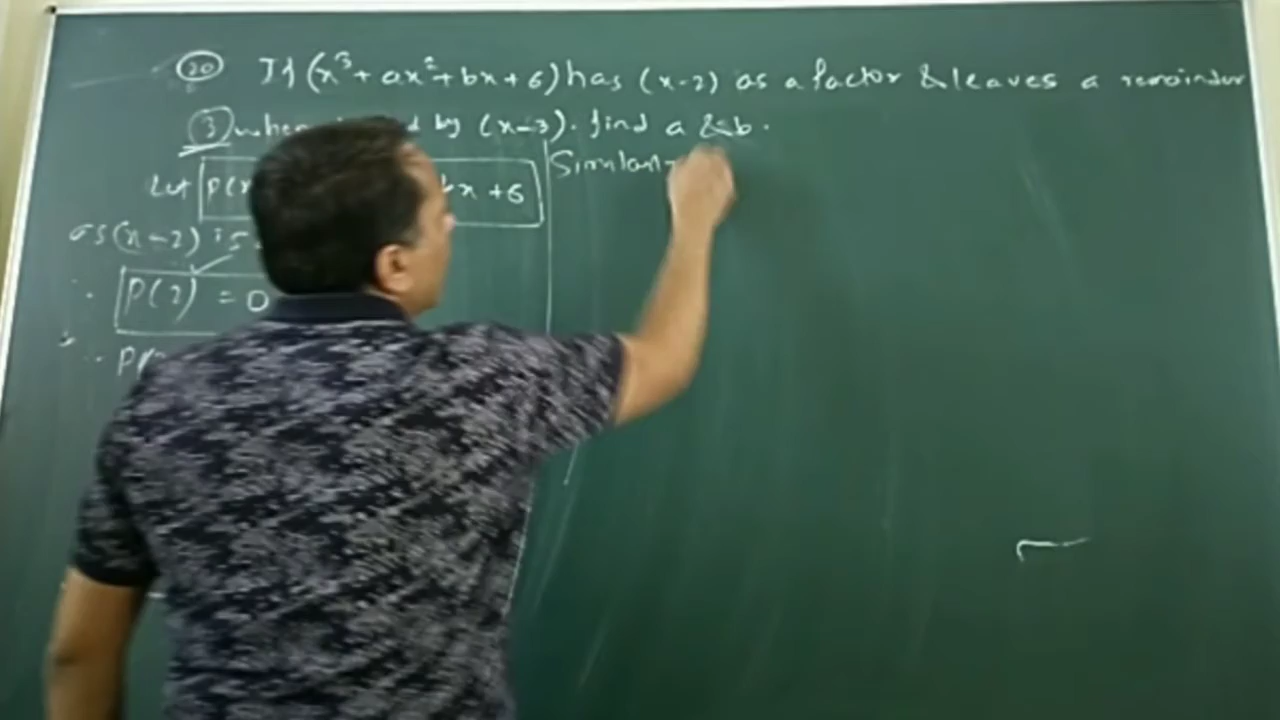 20 If (x³+ax²+bx+6) has (x-2) as a factor & leaves a remainder
3 when by (x-3). find a & b.
Let P(x x +6
as (x-2) is
∴ P(2) = 0
∴ P(
Similarl